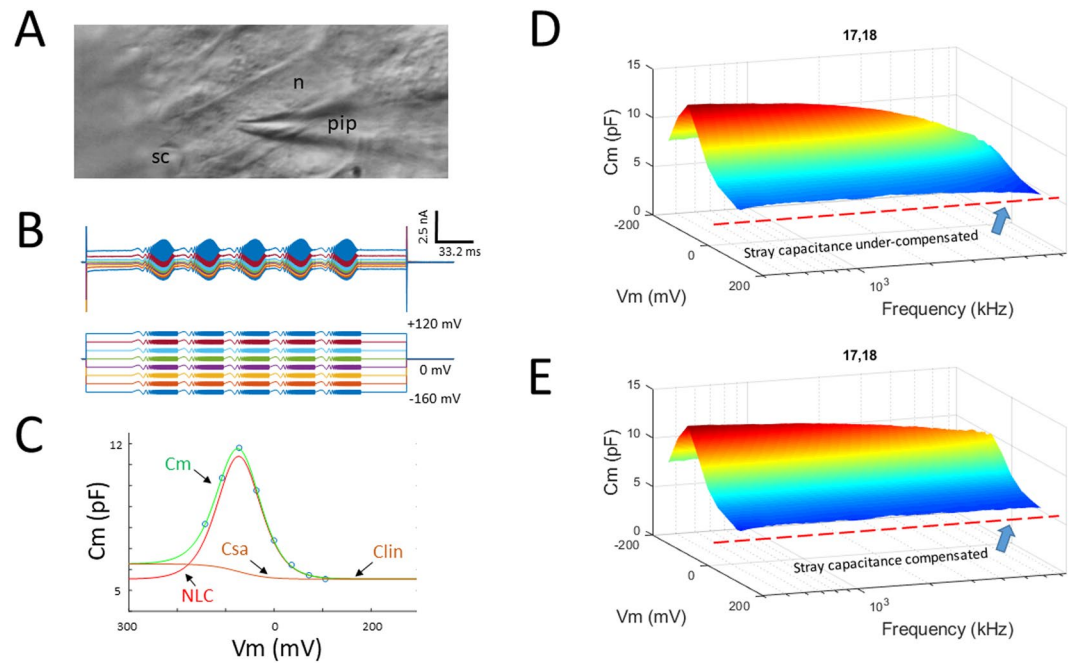 A
n
pip
sc
B
2.5 nA
33.2 ms
+120 mV
0 mV
-160 mV
C
12
Cm
Cm (pF)
Csa
Clin
NLC
5
300
0
200
Vm (mV)
D
17,18
15
10
5
0
Cm (pF)
-200
0
200
Vm (mV)
Stray capacitance under-compensated
10³
Frequency (kHz)
E
17,18
15
10
5
0
Cm (pF)
-200
0
200
Vm (mV)
Stray capacitance compensated
10³
Frequency (kHz)